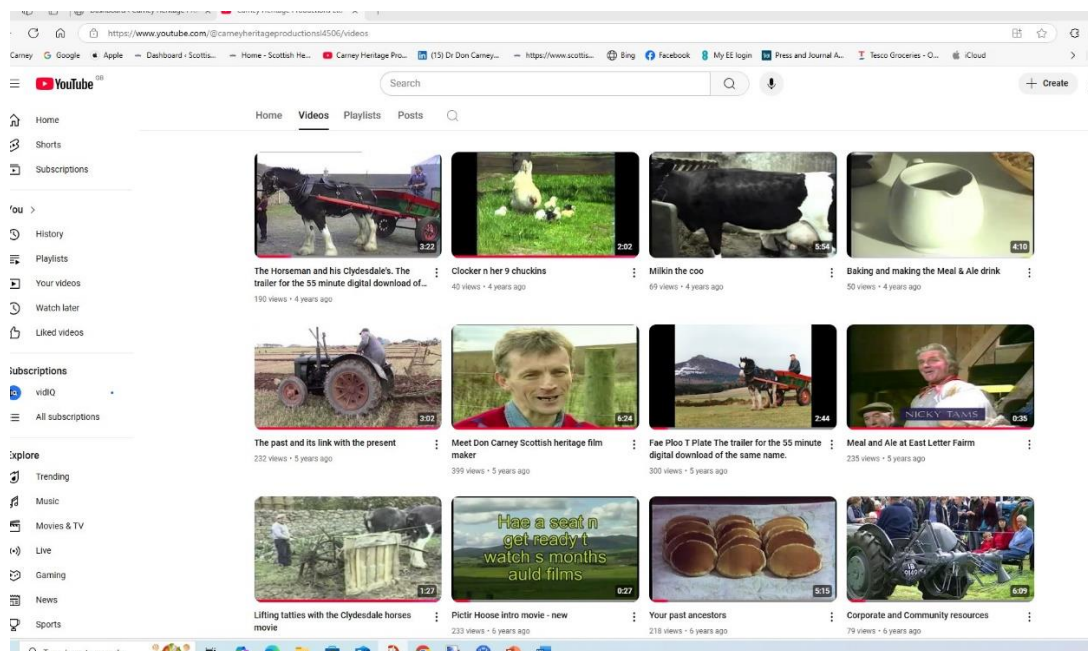 https://www.youtube.com/@carneyheritageproductionsl4506/videos
Carney
Google
Apple
Dashboard ‹ Scottis...
Home - Scottish He...
Carney Heritage Pro...
(15) Dr Don Carney...
https://www.scottis...
Bing
Facebook
My EE login
Press and Journal A...
Tesco Groceries - O...
iCloud
YouTube GB
Search
+ Create
Home
Shorts
Subscriptions
History
Playlists
Your videos
Watch later
Liked videos
vidIQ
All subscriptions
Trending
Music
Movies & TV
Live
Gaming
News
Sports
Home Videos Playlists Posts
3:22
The Horseman and his Clydesdale's. The
trailer for the 55 minute digital download of...
190 views • 4 years ago
2:02
Clocker n her 9 chuckins
40 views • 4 years ago
5:54
Milkin the coo
69 views • 4 years ago
4:10
Baking and making the Meal & Ale drink
50 views • 4 years ago
3:02
The past and its link with the present
232 views • 5 years ago
6:24
Meet Don Carney Scottish heritage film
maker
399 views • 5 years ago
2:44
Fae Ploo T Plate The trailer for the 55 minute
digital download of the same name.
300 views • 5 years ago
NICKY TAMS
0:35
Meal and Ale at East Letter Fairm
235 views • 5 years ago
1:27
Lifting tatties with the Clydesdale horses
movie
Hae a seat n
get ready t
watch s months
auld films
0:27
Pictir Hoose intro movie - new
233 views • 6 years ago
5:15
Your past ancestors
218 views • 6 years ago
6:09
Corporate and Community resources
79 views • 6 years ago